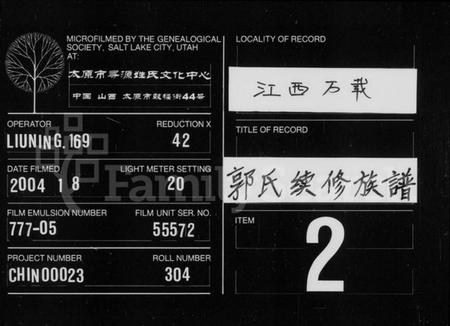 MICROFILMED BY THE GENEALOGICAL
SOCIETY, SALT LAKE CITY, UTAH
AT:
太原市寻源姓氏文化中心
中国 山西 太原市鼓楼街44号
OPERATOR
LIUNING.169
REDUCTION X
42
DATE FILMED
2004 1 8
LIGHT METER SETTING
20
FILM EMULSION NUMBER
777-05
FILM UNIT SER. NO.
55572
PROJECT NUMBER
CHIN00023
ROLL NUMBER
304
LOCALITY OF RECORD
江西万载
TITLE OF RECORD
郭氏续修族譜
ITEM
2